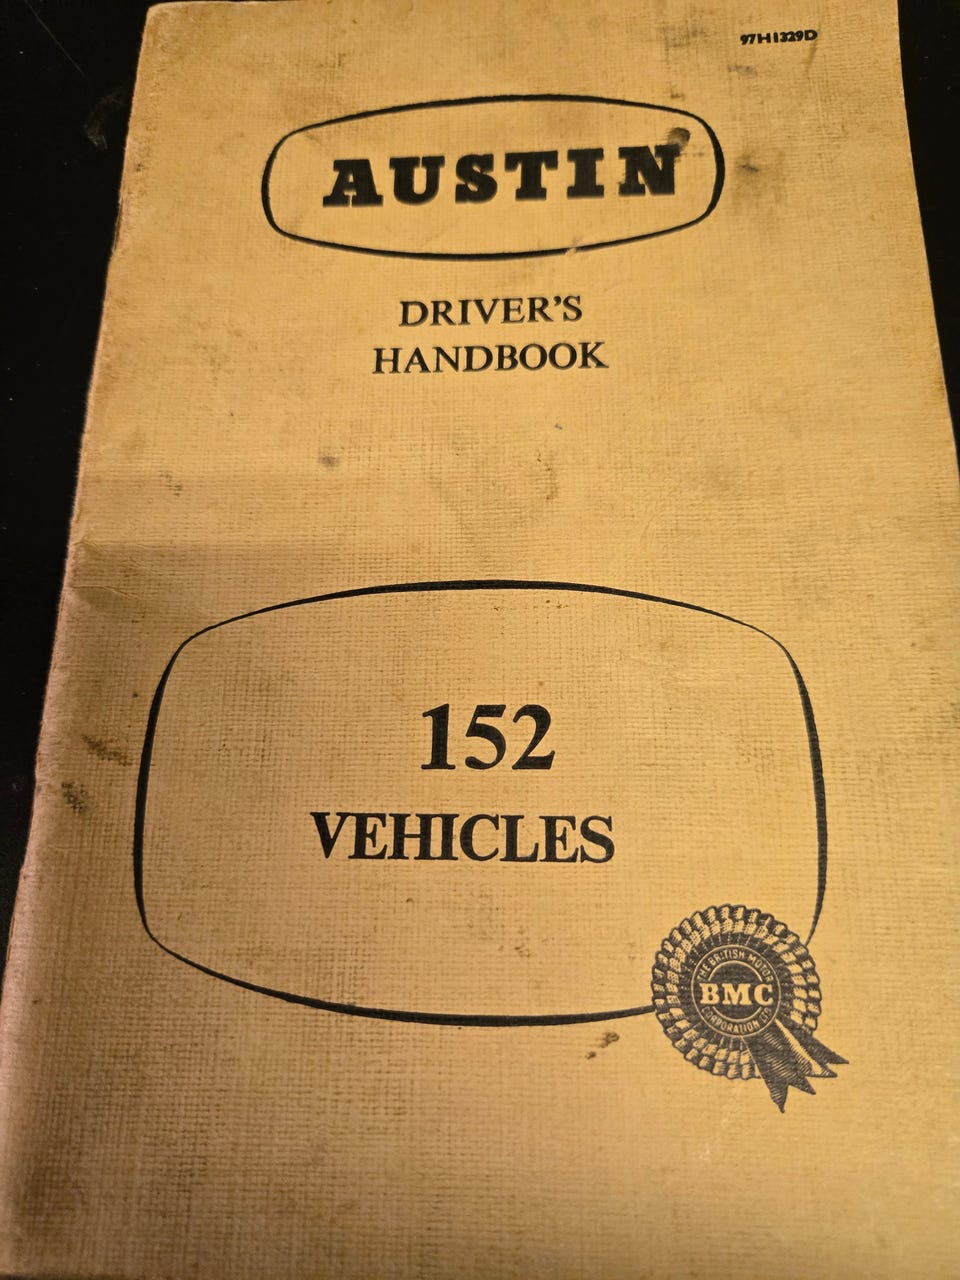 97H1329D
AUSTIN
DRIVER'S
HANDBOOK
152
VEHICLES
THE BRITISH MOTOR
BMC
CORPORATION LTD